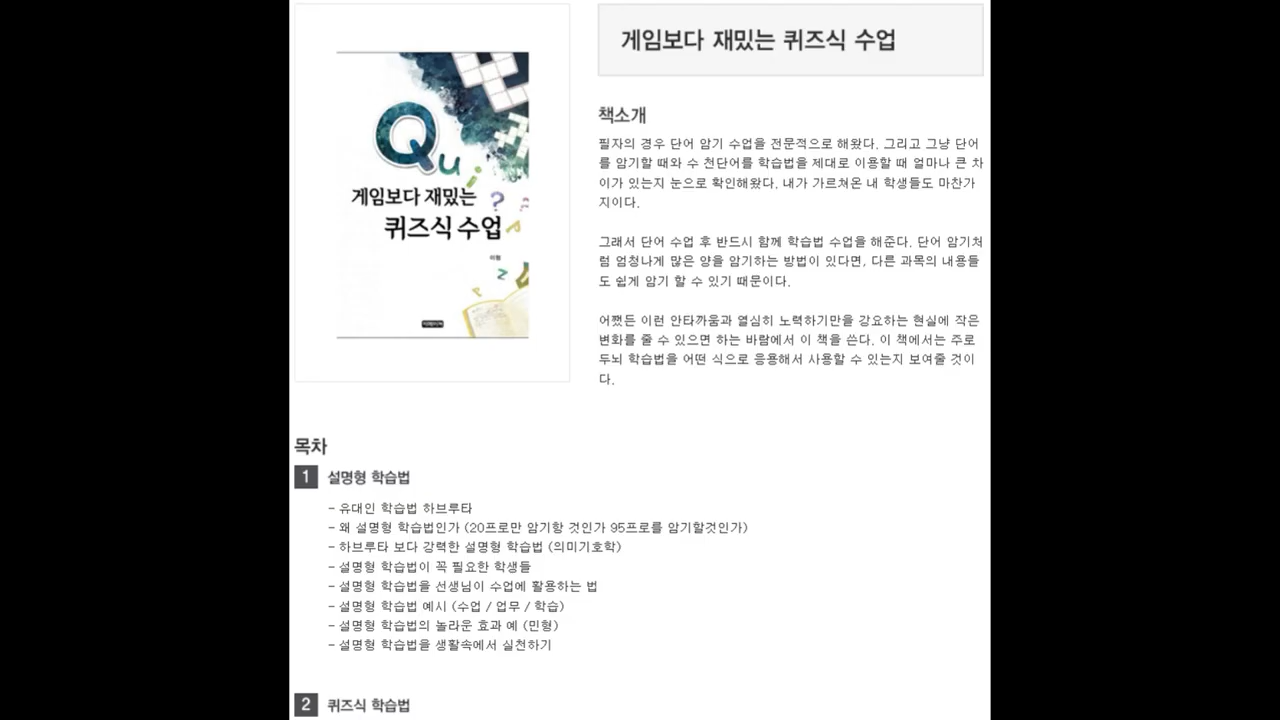 게임보다 재밌는 퀴즈식 수업
Qui
?
게임보다 재밌는
퀴즈식 수업
책소개
필자의 경우 단어 암기 수업을 전문적으로 해왔다. 그리고 그냥 단어
를 암기할 때와 수 천단어를 학습법을 제대로 이용할 때 얼마나 큰 차
이가 있는지 눈으로 확인해왔다. 내가 가르쳐온 내 학생들도 마찬가
지이다.
그래서 단어 수업 후 반드시 함께 학습법 수업을 해준다. 단어 암기처
럼 엄청나게 많은 양을 암기하는 방법이 있다면, 다른 과목의 내용들
도 쉽게 암기 할 수 있기 때문이다.
어쨌든 이런 안타까움과 열심히 노력하기만을 강요하는 현실에 작은
변화를 줄 수 있으면 하는 바람에서 이 책을 쓴다. 이 책에서는 주로
두뇌 학습법을 어떤 식으로 응용해서 사용할 수 있는지 보여줄 것이
다.
목차
1 설명형 학습법
- 유대인 학습법 하브루타
- 왜 설명형 학습법인가 (20프로만 암기항 것인가 95프로를 암기할것인가)
- 하브루타 보다 강력한 설명형 학습법 (의미기호학)
- 설명형 학습법이 꼭 필요한 학생들
- 설명형 학습법을 선생님이 수업에 활용하는 법
- 설명형 학습법 예시 (수업 / 업무 / 학습)
- 설명형 학습법의 놀라운 효과 예 (민형)
- 설명형 학습법을 생활속에서 실천하기
2 퀴즈식 학습법